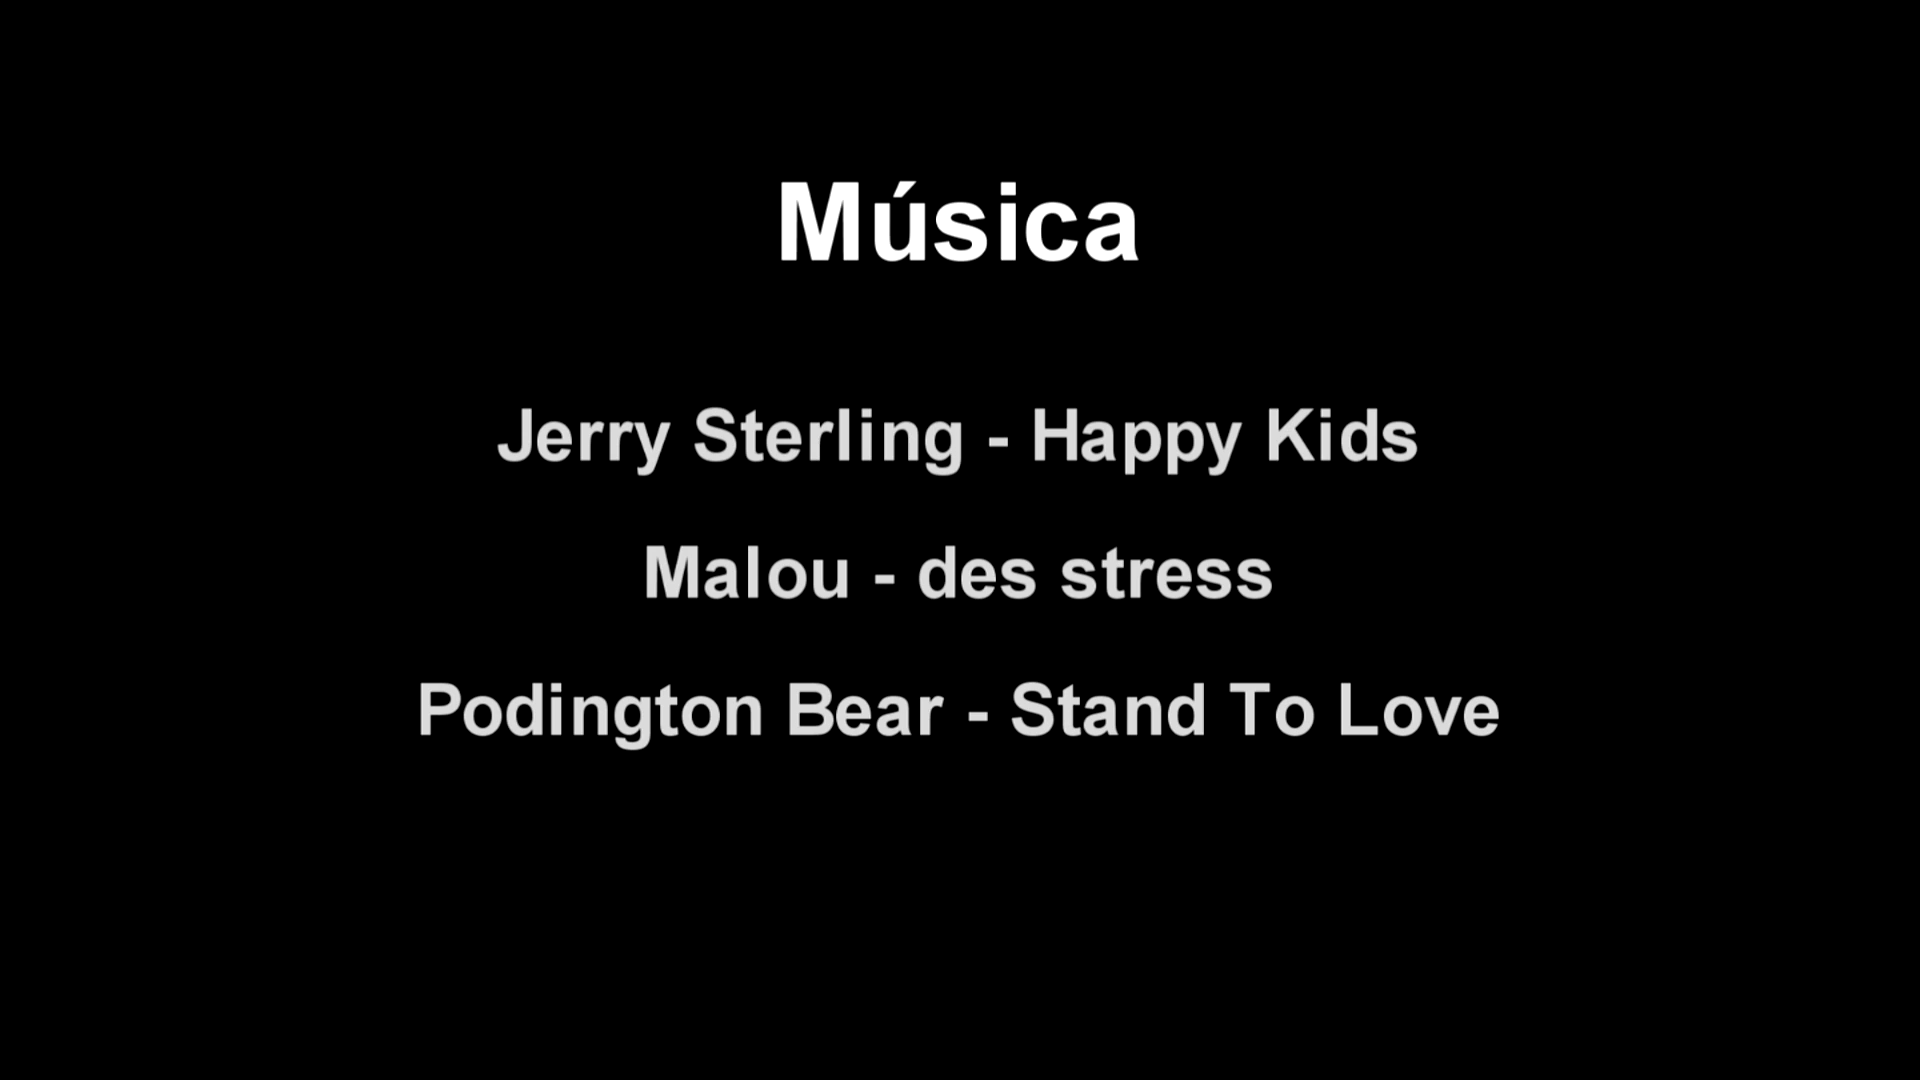 Música
Jerry Sterling - Happy Kids
Malou - des stress
Podington Bear - Stand To Love